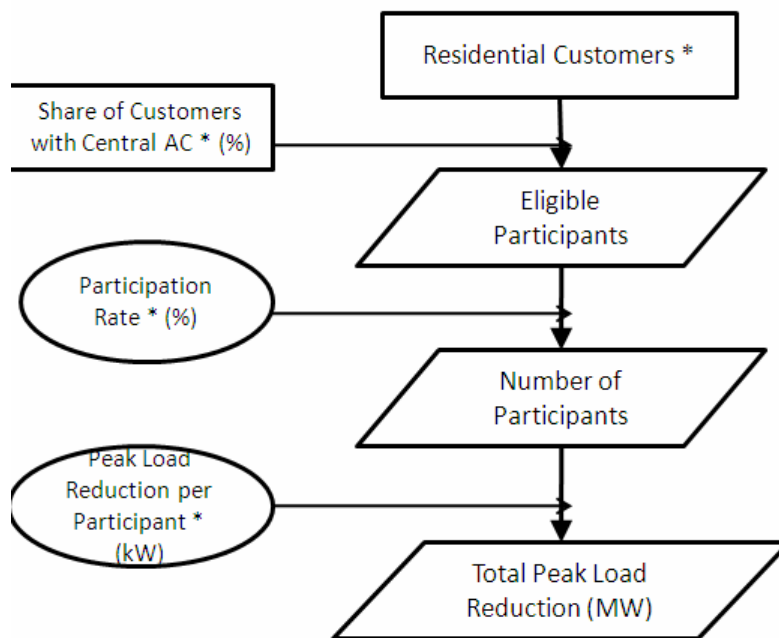 Residential Customers *
Share of Customers
with Central AC * (%)
Eligible
Participants
Participation
Rate * (%)
Number of
Participants
Peak Load
Reduction per
Participant *
(kW)
Total Peak Load
Reduction (MW)